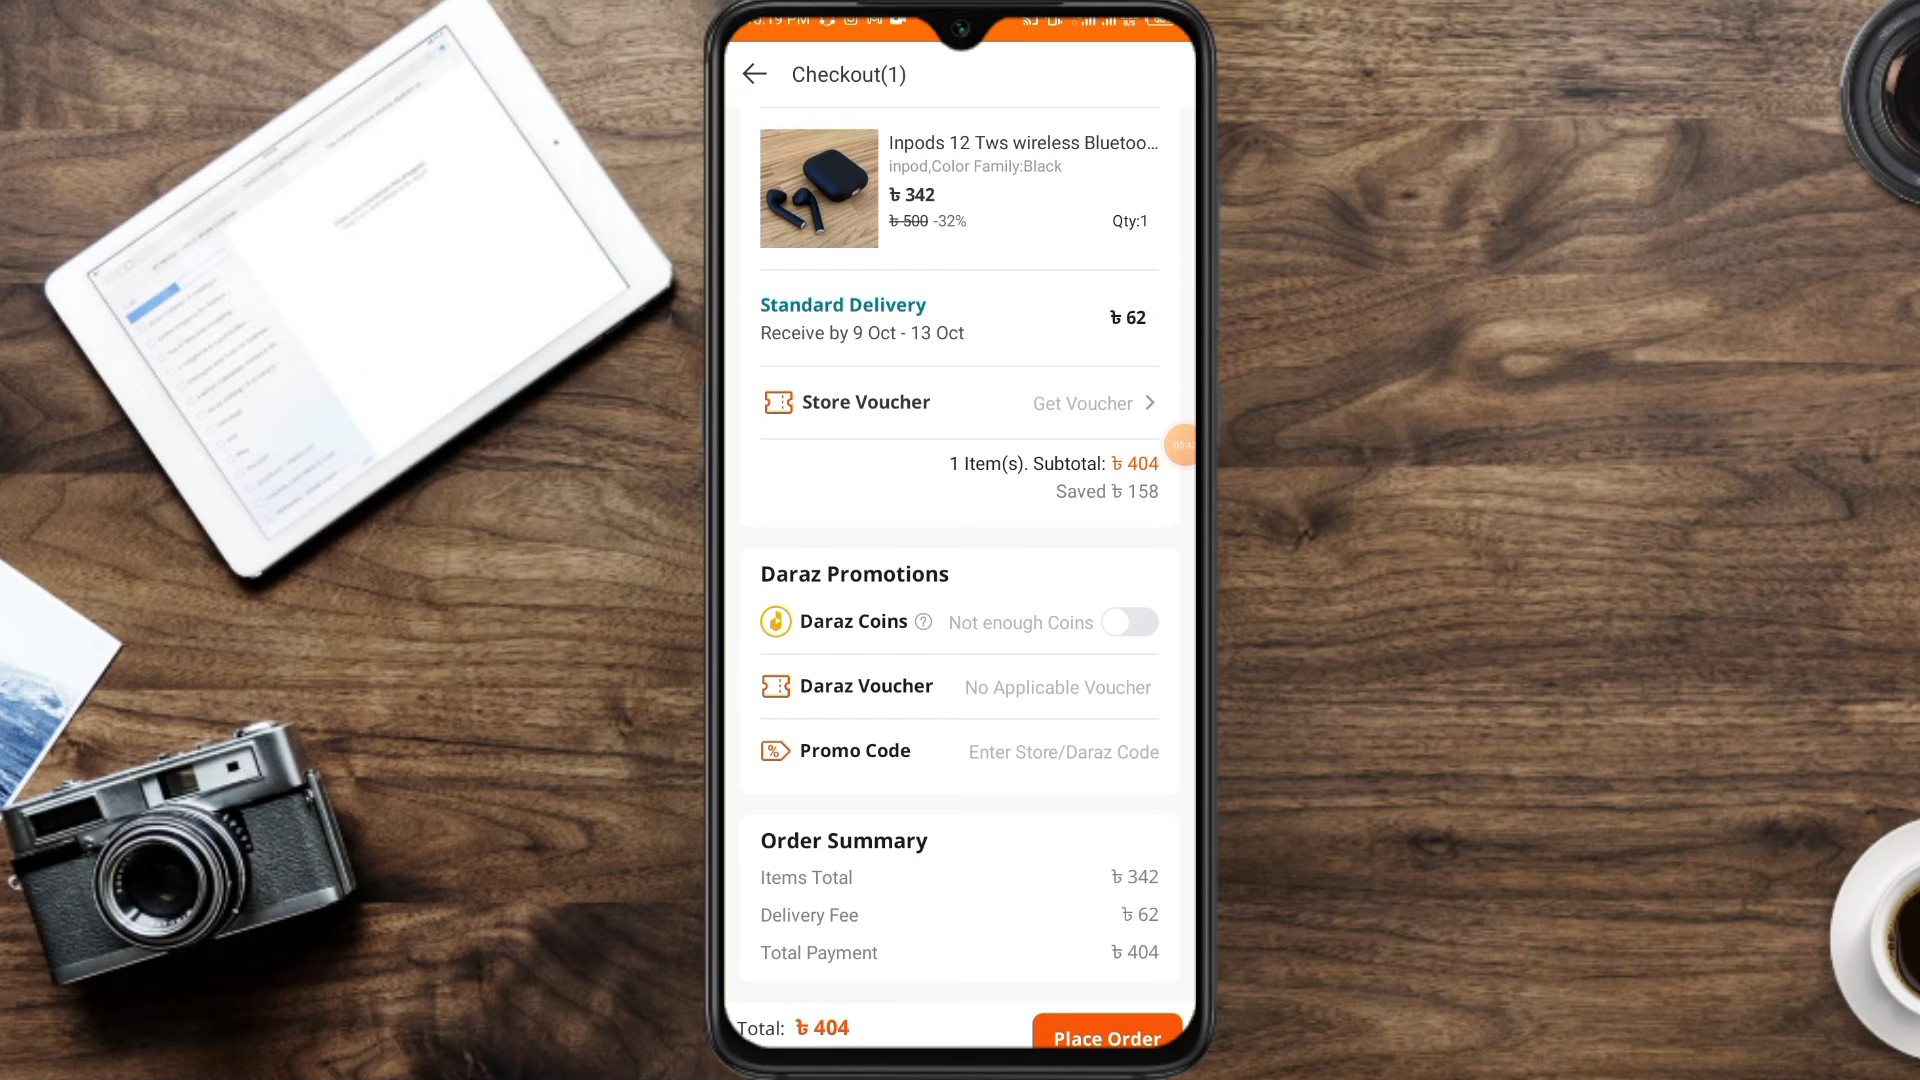 Checkout(1)
Inpods 12 Tws wireless Bluetoo...
inpod,Color Family:Black
৳ 342
৳ 500 -32%
Qty:1
Standard Delivery
৳ 62
Receive by 9 Oct - 13 Oct
Store Voucher
Get Voucher
1 Item(s). Subtotal: ৳ 404
Saved ৳ 158
Daraz Promotions
Daraz Coins
Not enough Coins
Daraz Voucher
No Applicable Voucher
Promo Code
Enter Store/Daraz Code
Order Summary
Items Total
৳ 342
Delivery Fee
৳ 62
Total Payment
৳ 404
Total: ৳ 404
Place Order